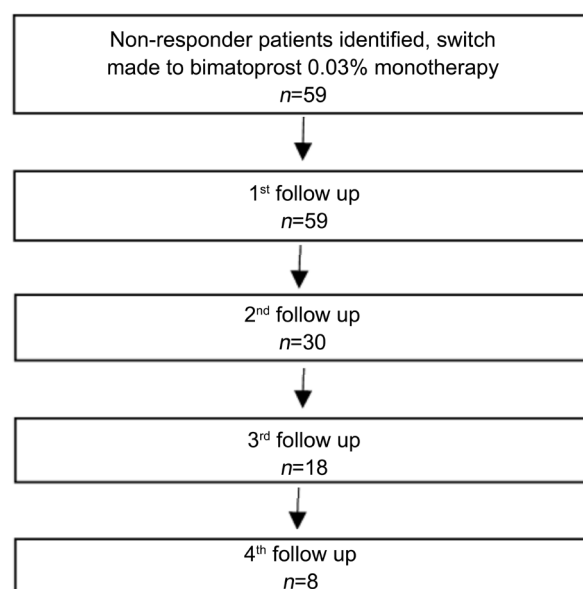 Non-responder patients identified, switch
made to bimatoprost 0.03% monotherapy
n=59
1st follow up
n=59
2nd follow up
n=30
3rd follow up
n=18
4th follow up
n=8